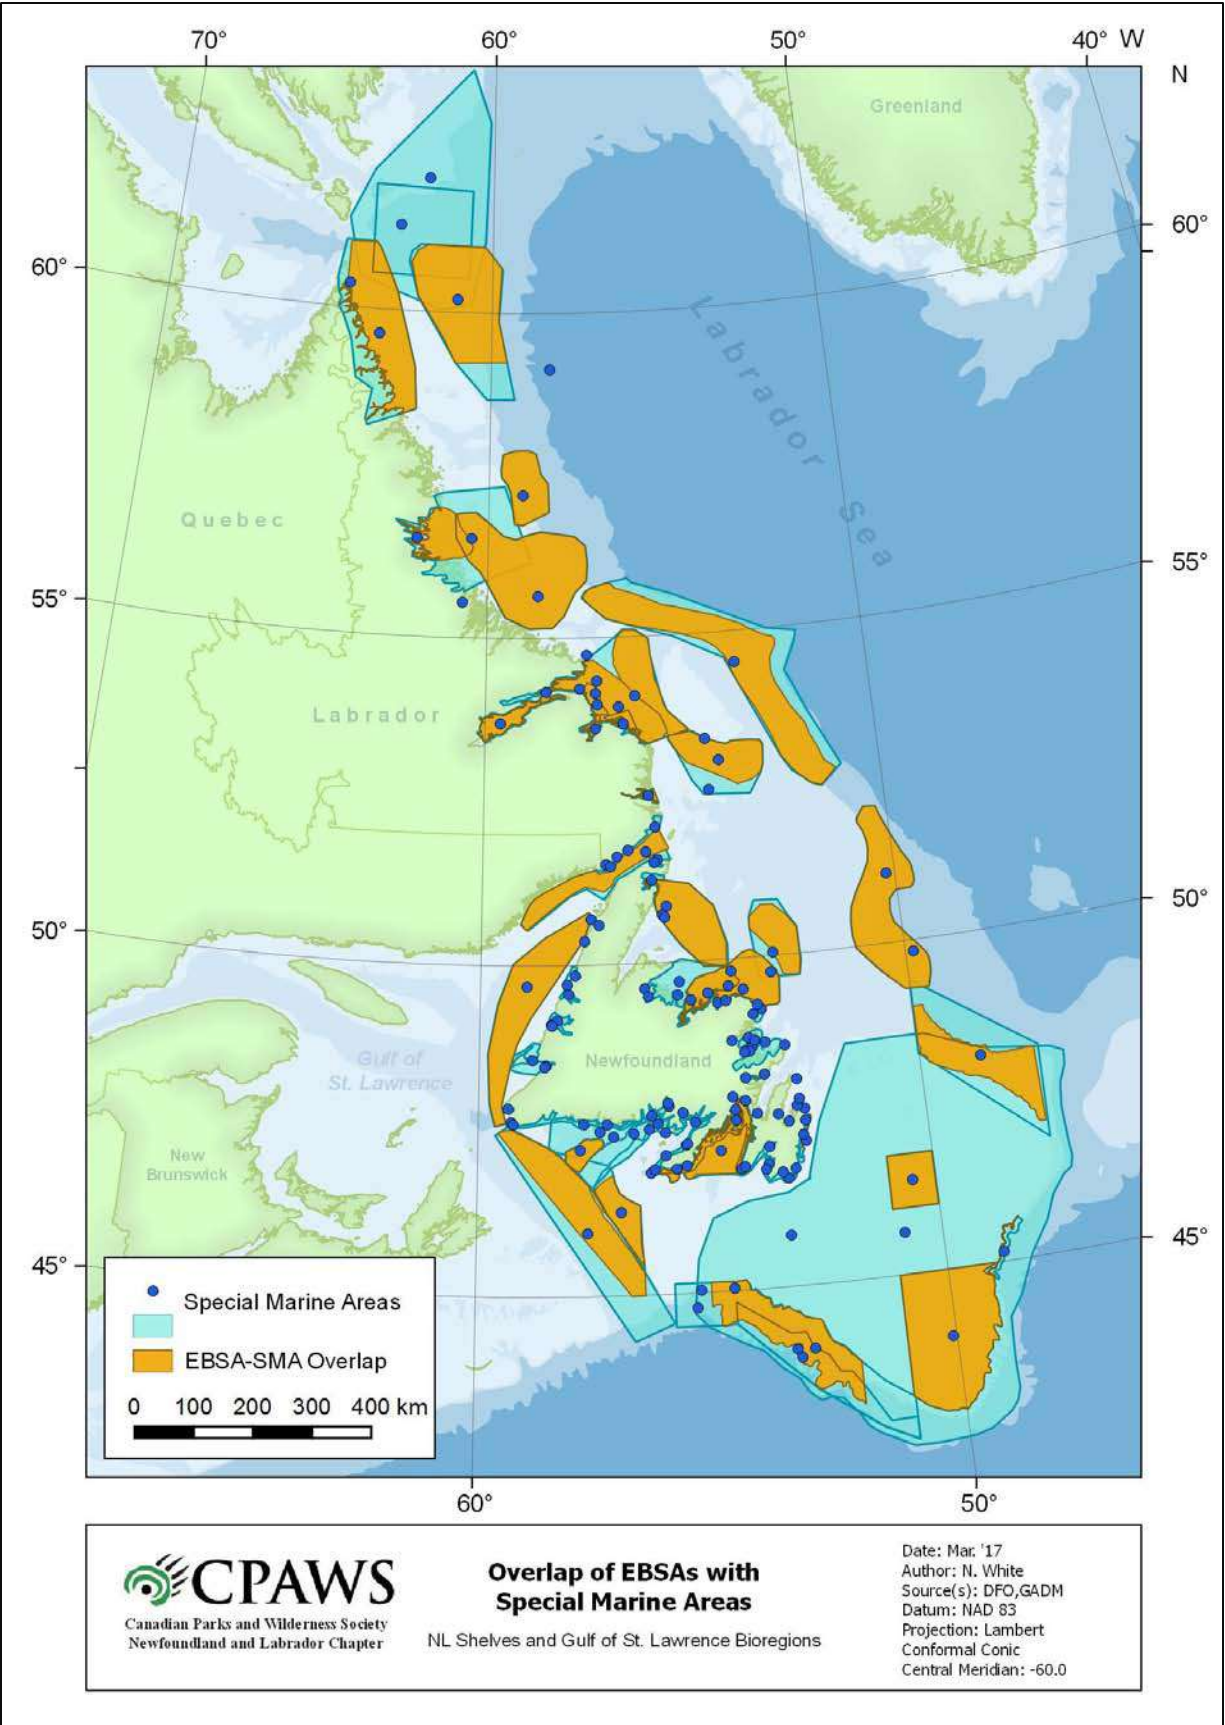 70°
60°
50°
40° W
N
Greenland
60°
60°
Labrador Sea
Quebec
55°
55°
Labrador
50°
50°
Newfoundland
Gulf of
St. Lawrence
New
Brunswick
45°
45°
Special Marine Areas
EBSA-SMA Overlap
0 100 200 300 400 km
60°
50°
CPAWS
Canadian Parks and Wilderness Society
Newfoundland and Labrador Chapter
Overlap of EBSAs with
Special Marine Areas
NL Shelves and Gulf of St. Lawrence Bioregions
Date: Mar. '17
Author: N. White
Source(s): DFO,GADM
Datum: NAD 83
Projection: Lambert
Conformal Conic
Central Meridian: -60.0